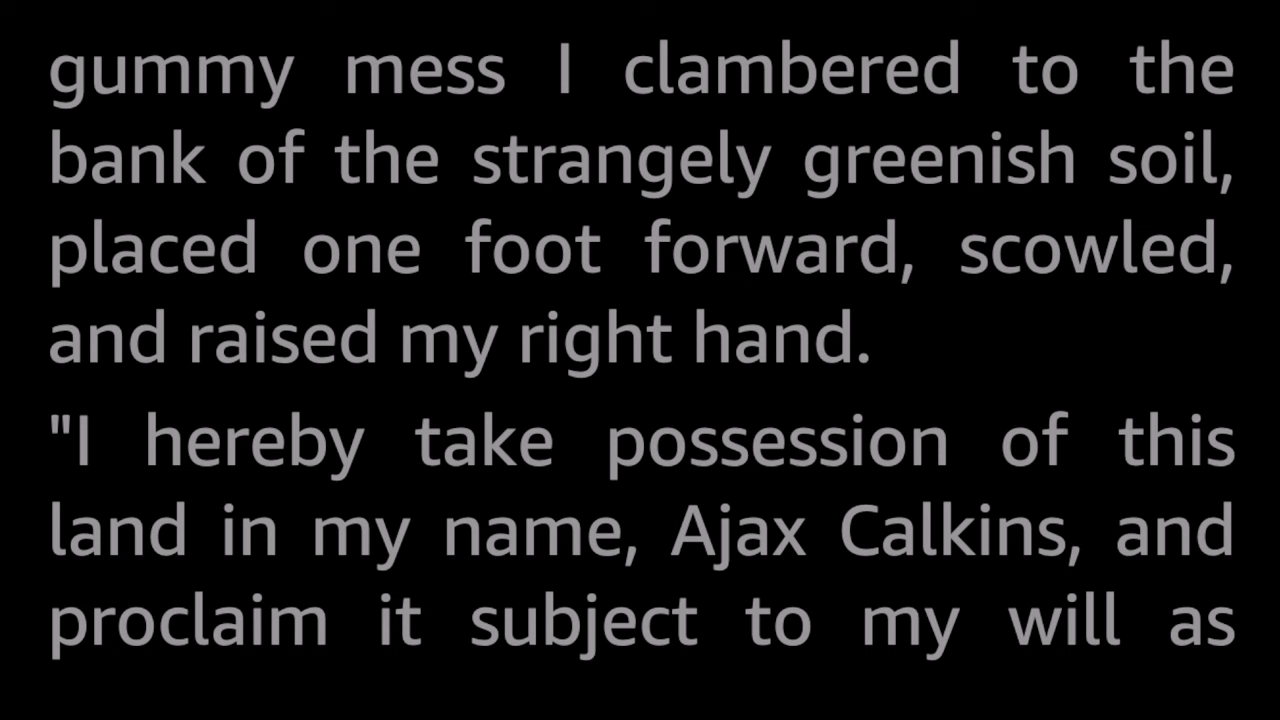 gummy mess I clambered to the
bank of the strangely greenish soil,
placed one foot forward, scowled,
and raised my right hand.
"I hereby take possession of this
land in my name, Ajax Calkins, and
proclaim it subject to my will as